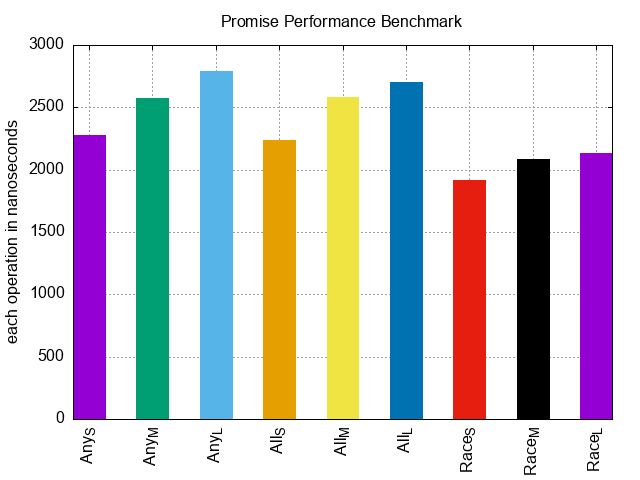 Promise Performance Benchmark
each operation in nanoseconds
3000
2500
2000
1500
1000
500
0
AnyS
AnyM
AnyL
AllS
AllM
AllL
RaceS
RaceM
RaceL